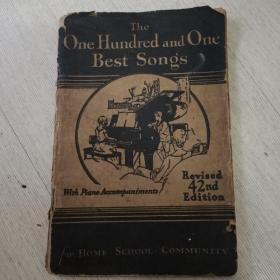 The
One Hundred and One
Best Songs
With Piano Accompaniments
Revised
42nd
Edition
for HOME · SCHOOL · COMMUNITY